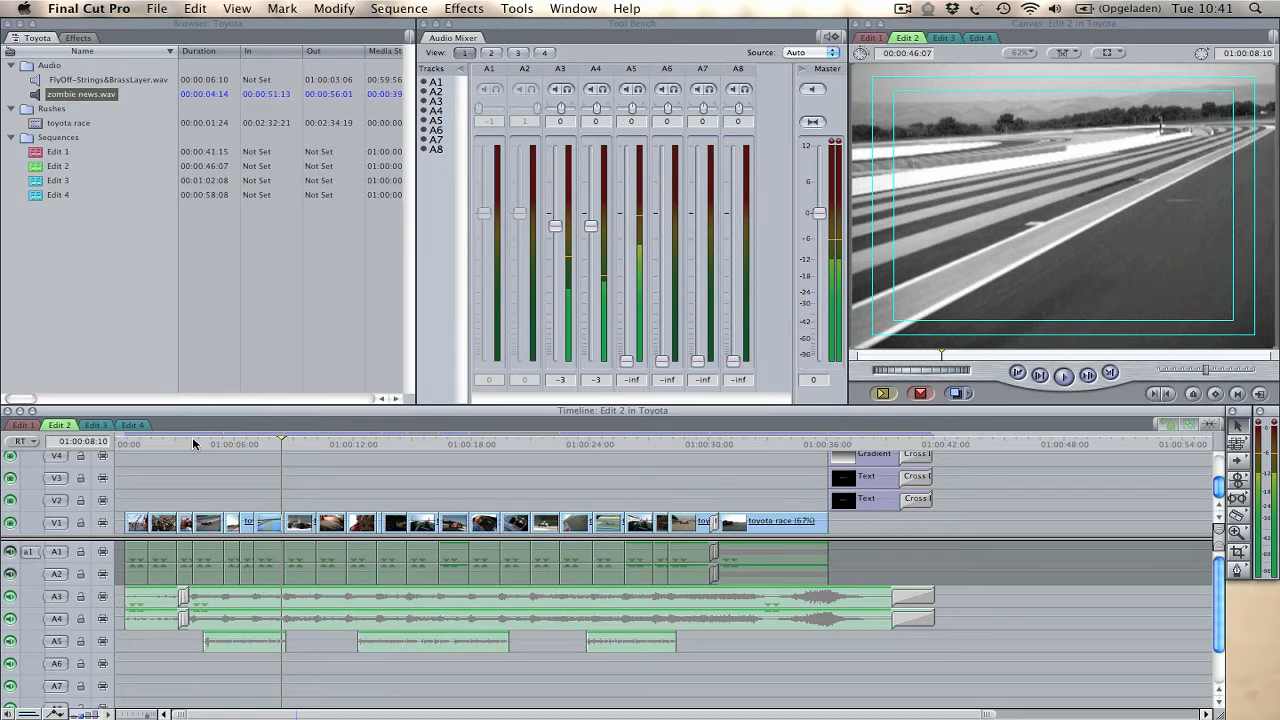 Final Cut Pro File Edit View Mark Modify Sequence Effects Tools Window Help (Opgeladen) Tue 10:41
Browser: Toyota Tool Bench Canvas: Edit 2 in Toyota
Toyota Effects Audio Mixer Edit 1 Edit 2 Edit 3 Edit 4
Name Duration In Out Media St View: 1 2 3 4 Source: Auto 00:00:46:07 62% 01:00:08:10
Audio Tracks A1 A2 A3 A4 A5 A6 A7 A8 Master
FlyOff-Strings&BrassLayer.wav 00:00:06:10 Not Set 01:00:03:06 00:59:56 A1
zombie news.wav 00:00:04:14 00:00:51:13 00:00:56:01 00:00:39 A2
Rushes A3
toyota race 00:00:01:24 00:02:32:21 00:02:34:19 00:00:00 A4 -1 1 0 0 0 0 0 0
Sequences A5
A6
Edit 1 00:00:41:15 Not Set Not Set 01:00:00 A7
A8
Edit 2 00:00:46:07 Not Set Not Set 01:00:00
Edit 3 00:01:02:08 Not Set Not Set 01:00:00
Edit 4 00:00:58:08 Not Set Not Set 01:00:00
12
6
0
-6
-12
-18
-24
-30
-42
-60
-96
0 0 -3 -3 -inf -inf -inf -inf 0
Timeline: Edit 2 in Toyota
Edit 1 Edit 2 Edit 3 Edit 4
RT 01:00:08:10 00:00 01:00:06:00 01:00:12:00 01:00:18:00 01:00:24:00 01:00:30:00 01:00:36:00 01:00:42:00 01:00:48:00 01:00:54:00
V4 Gradient Cross
V3 Text Cross
V2 Text Cross
V1 to toy toyota race (67%)
a1 A1
A2
A3
A4
A5
A6
A7